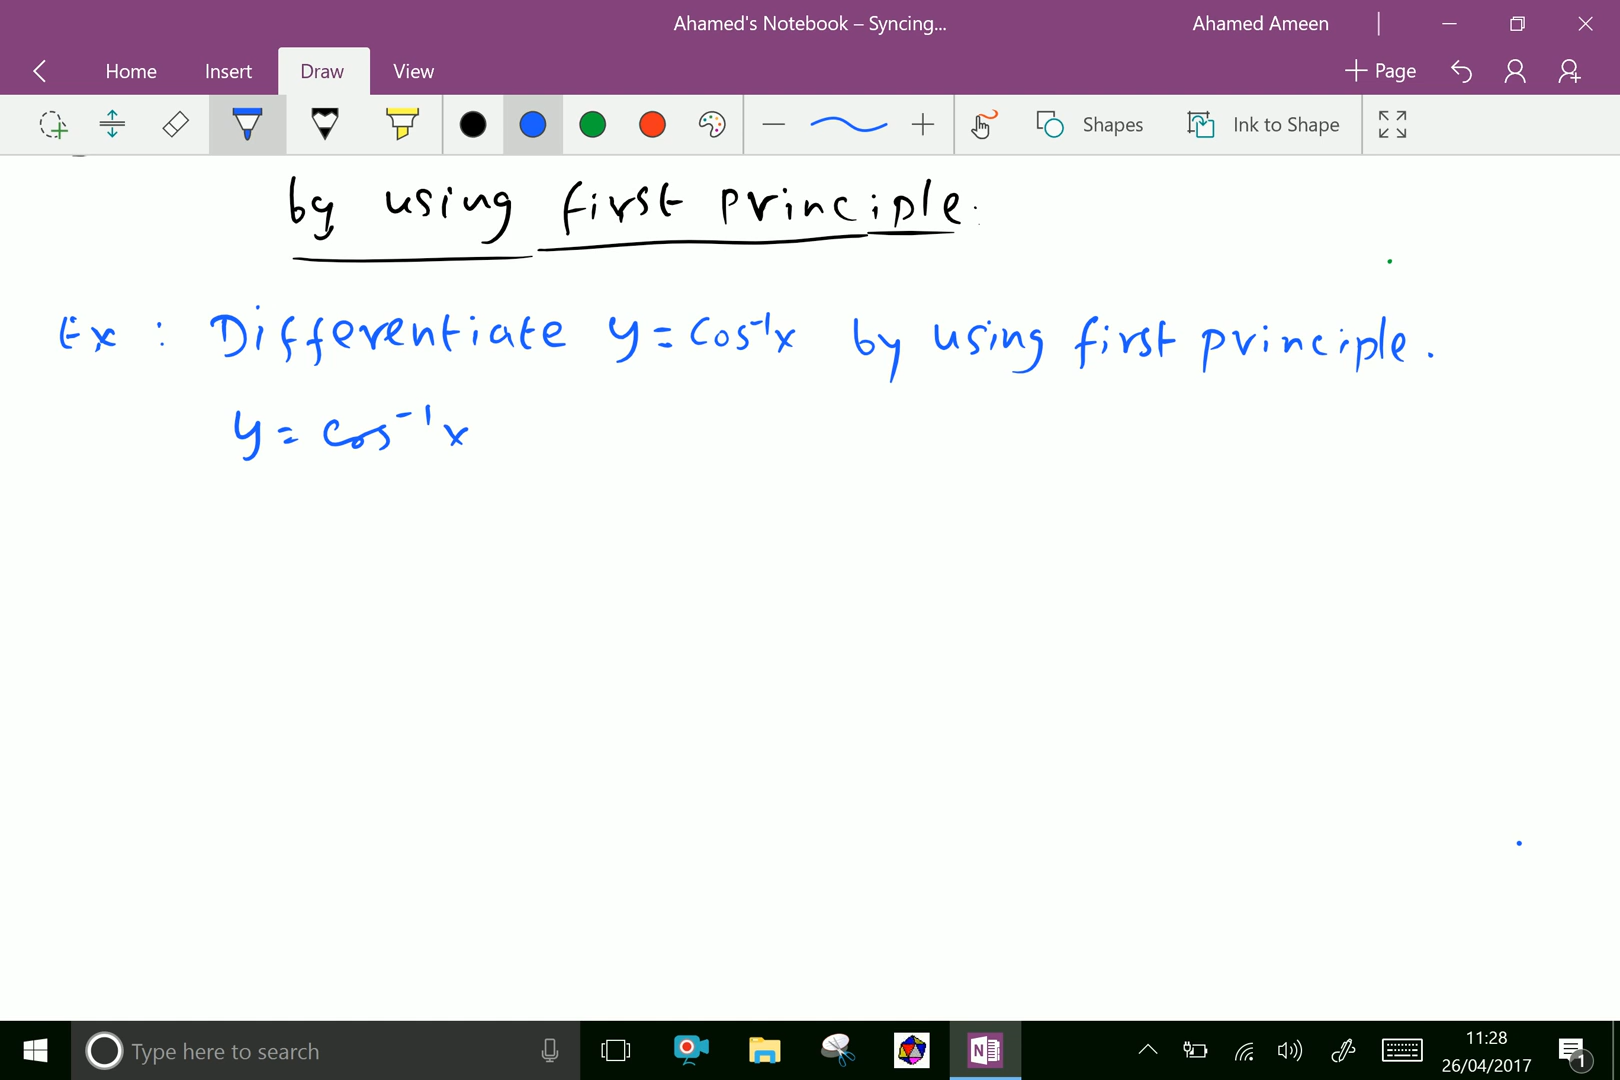 Ahamed's Notebook – Syncing...
Ahamed Ameen
Home Insert Draw View
Page
Shapes
Ink to Shape
by using first principle.
Ex : Differentiate y = cos⁻¹x by using first principle.
y = cos⁻¹x
Type here to search
N
11:28
26/04/2017
1